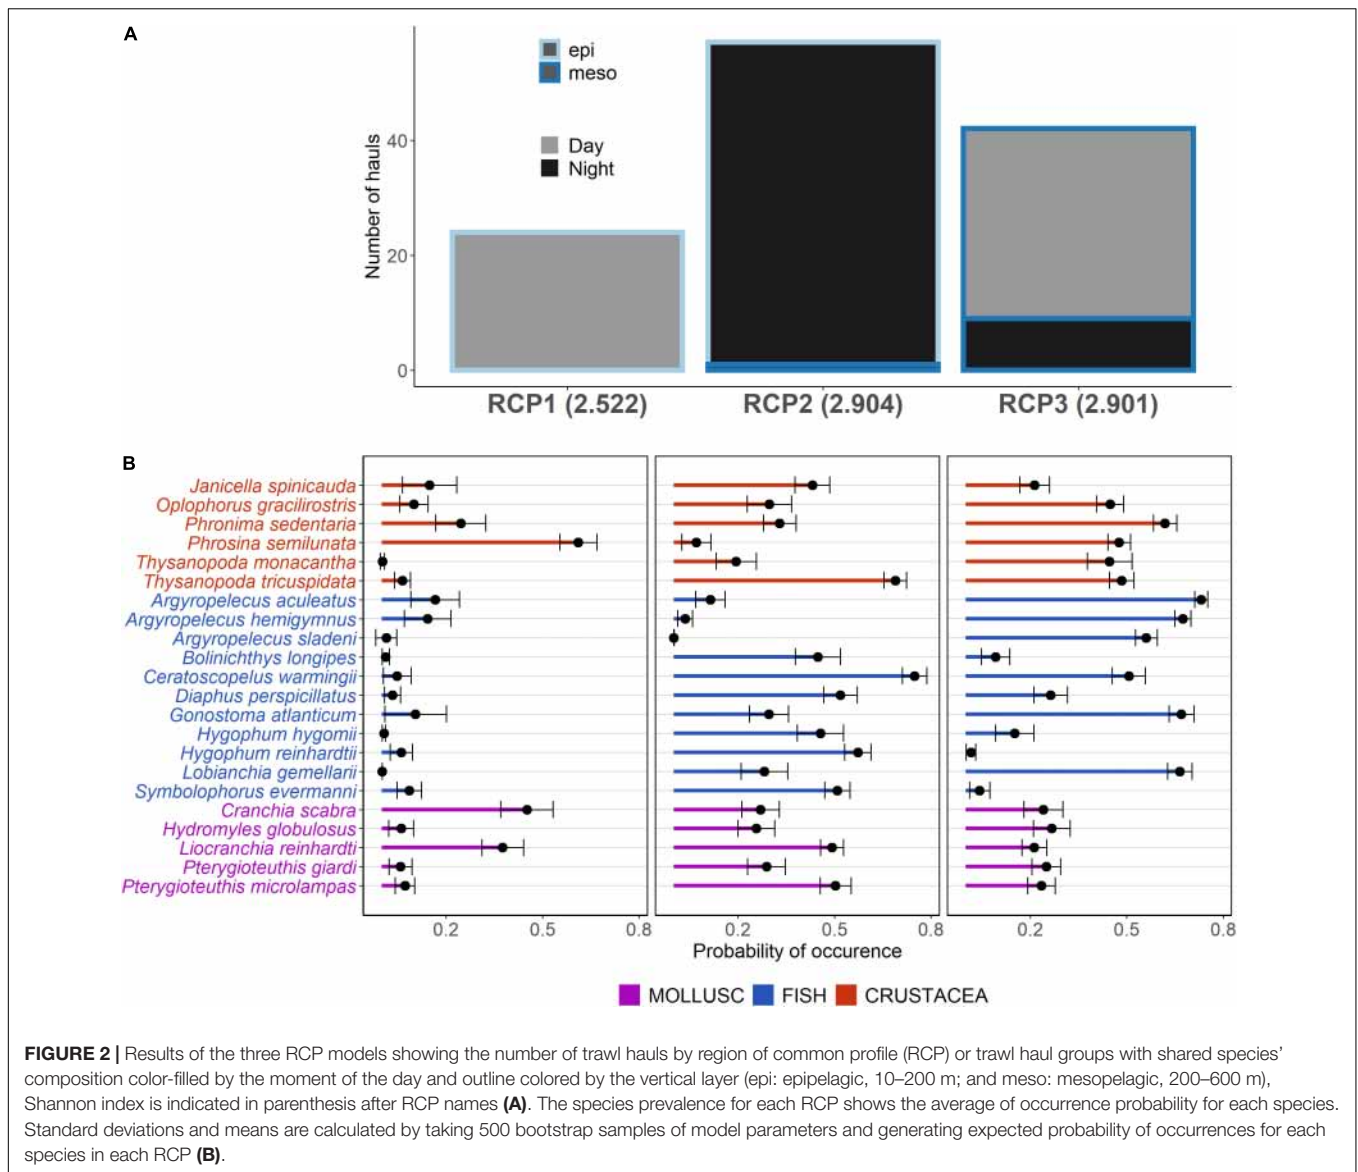 A
epi
meso
Day
Night
Number of hauls
40
20
0
RCP1 (2.522)
RCP2 (2.904)
RCP3 (2.901)
B
Janicella spinicauda
Oplophorus gracilirostris
Phronima sedentaria
Phrosina semilunata
Thysanopoda monacantha
Thysanopoda tricuspidata
Argyropelecus aculeatus
Argyropelecus hemigymnus
Argyropelecus sladeni
Bolinichthys longipes
Ceratoscopelus warmingii
Diaphus perspicillatus
Gonostoma atlanticum
Hygophum hygomii
Hygophum reinhardtii
Lobianchia gemellarii
Symbolophorus evermanni
Cranchia scabra
Hydromyles globulosus
Liocranchia reinhardti
Pterygioteuthis giardi
Pterygioteuthis microlampas
0.2 0.5 0.8 0.2 0.5 0.8 0.2 0.5 0.8
Probability of occurence
MOLLUSC FISH CRUSTACEA
FIGURE 2 | Results of the three RCP models showing the number of trawl hauls by region of common profile (RCP) or trawl haul groups with shared species'
composition color-filled by the moment of the day and outline colored by the vertical layer (epi: epipelagic, 10–200 m; and meso: mesopelagic, 200–600 m),
Shannon index is indicated in parenthesis after RCP names (A). The species prevalence for each RCP shows the average of occurrence probability for each species.
Standard deviations and means are calculated by taking 500 bootstrap samples of model parameters and generating expected probability of occurrences for each
species in each RCP (B).